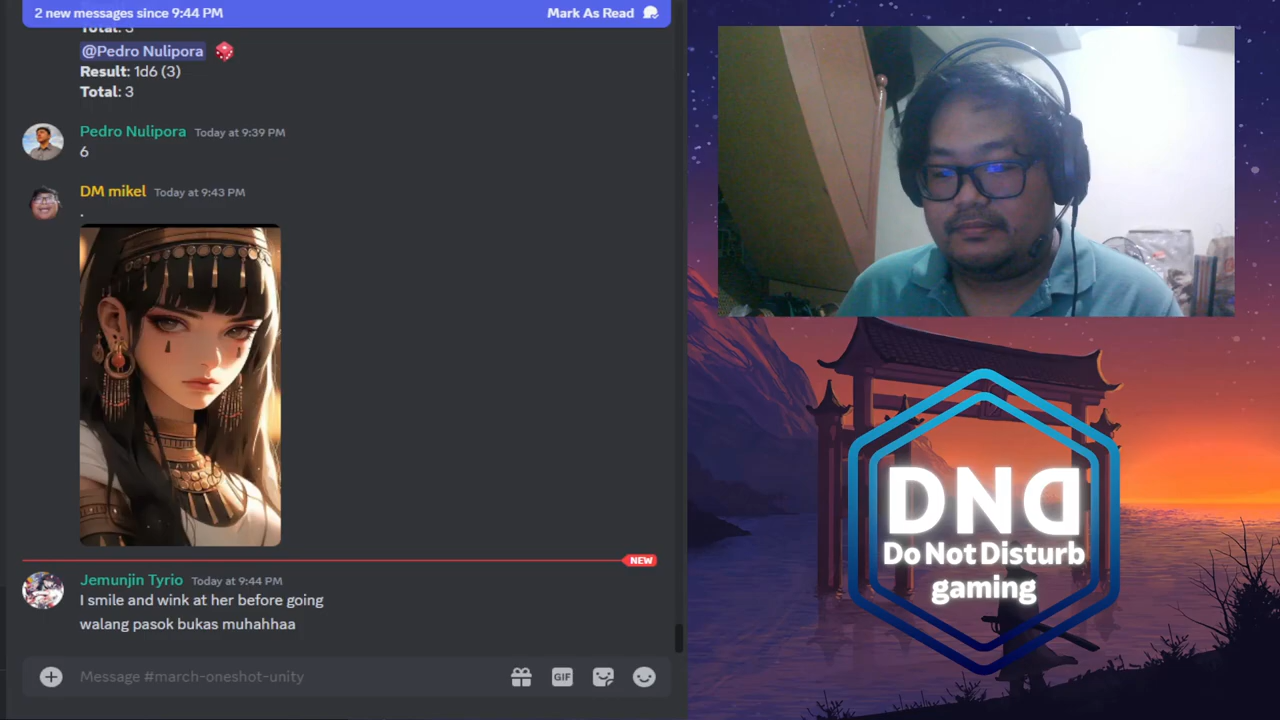 2 new messages since 9:44 PM
Mark As Read
Total: 3
@Pedro Nulipora
Result: 1d6 (3)
Total: 3
Pedro Nulipora Today at 9:39 PM
6
DM mikel Today at 9:43 PM
.
NEW
Jemunjin Tyrio Today at 9:44 PM
I smile and wink at her before going
walang pasok bukas muhahhaa
Message #march-oneshot-unity
GIF
DND
Do Not Disturb
gaming